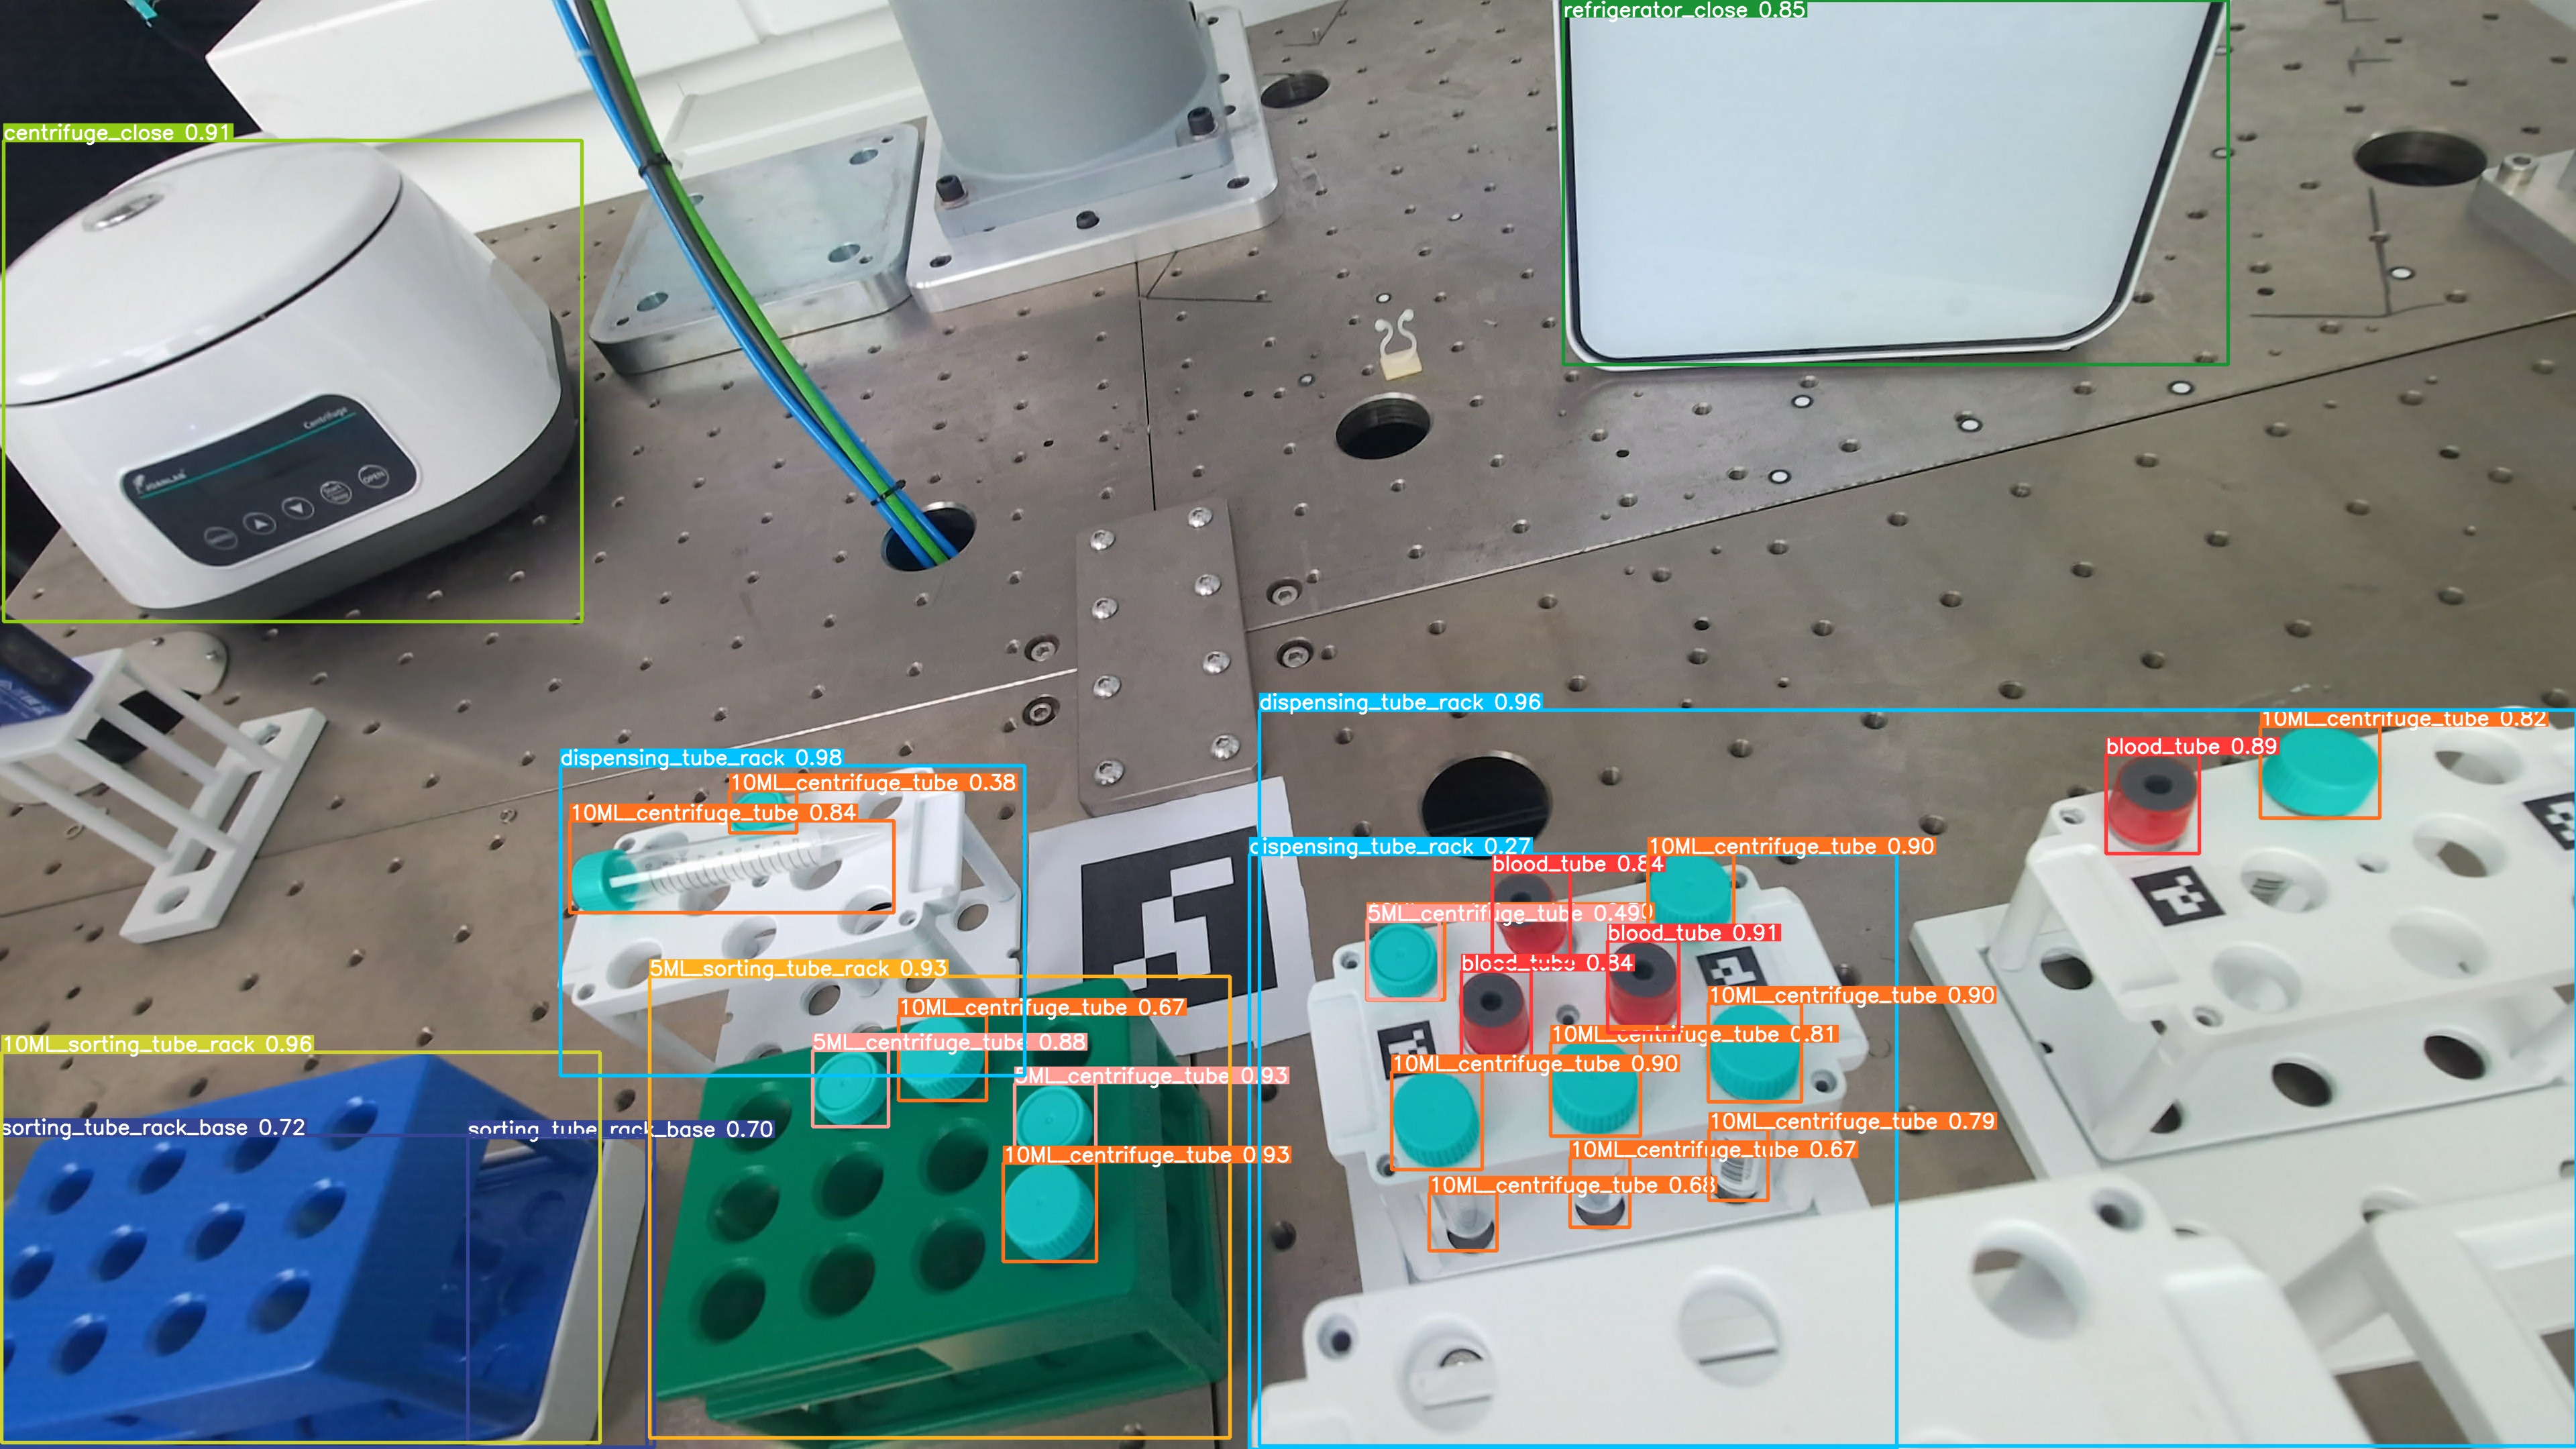 refrigerator_close 0.85
centrifuge_close 0.91
Centrifuge
JOANLAB
OPEN
dispensing_tube_rack 0.96
10ML_centrifuge_tube 0.82
blood_tube 0.89
dispensing_tube_rack 0.98
10ML_centrifuge_tube 0.38
10ML_centrifuge_tube 0.84
dispensing_tube_rack 0.27
10ML_centrifuge_tube 0.90
blood_tube 0.84
5ML_centrifuge_tube 0.49
blood_tube 0.91
blood_tube 0.84
5ML_sorting_tube_rack 0.93
10ML_centrifuge_tube 0.90
10ML_centrifuge_tube 0.67
10ML_centrifuge_tube 0.81
5ML_centrifuge_tube 0.88
10ML_sorting_tube_rack 0.96
10ML_centrifuge_tube 0.90
5ML_centrifuge_tube 0.93
sorting_tube_rack_base 0.72
sorting_tube_rack_base 0.70
10ML_centrifuge_tube 0.79
10ML_centrifuge_tube 0.93
10ML_centrifuge_tube 0.67
10ML_centrifuge_tube 0.68